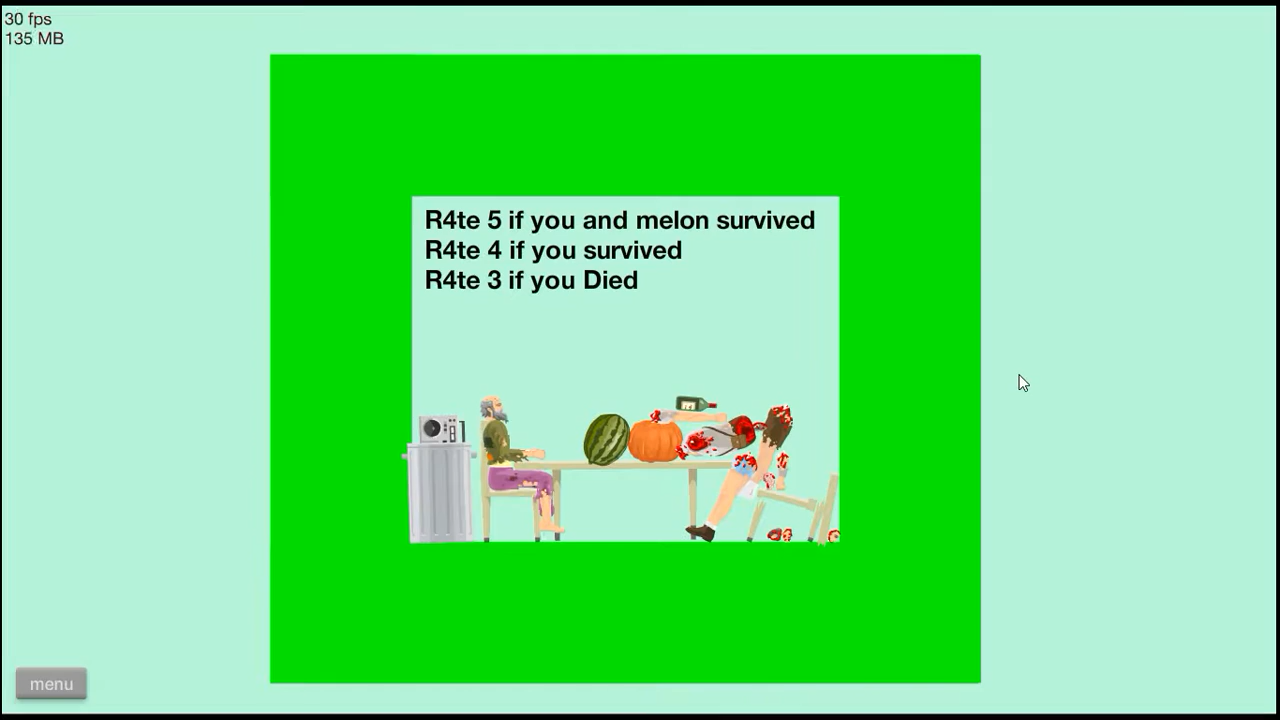 30 fps
135 MB
R4te 5 if you and melon survived
R4te 4 if you survived
R4te 3 if you Died
menu